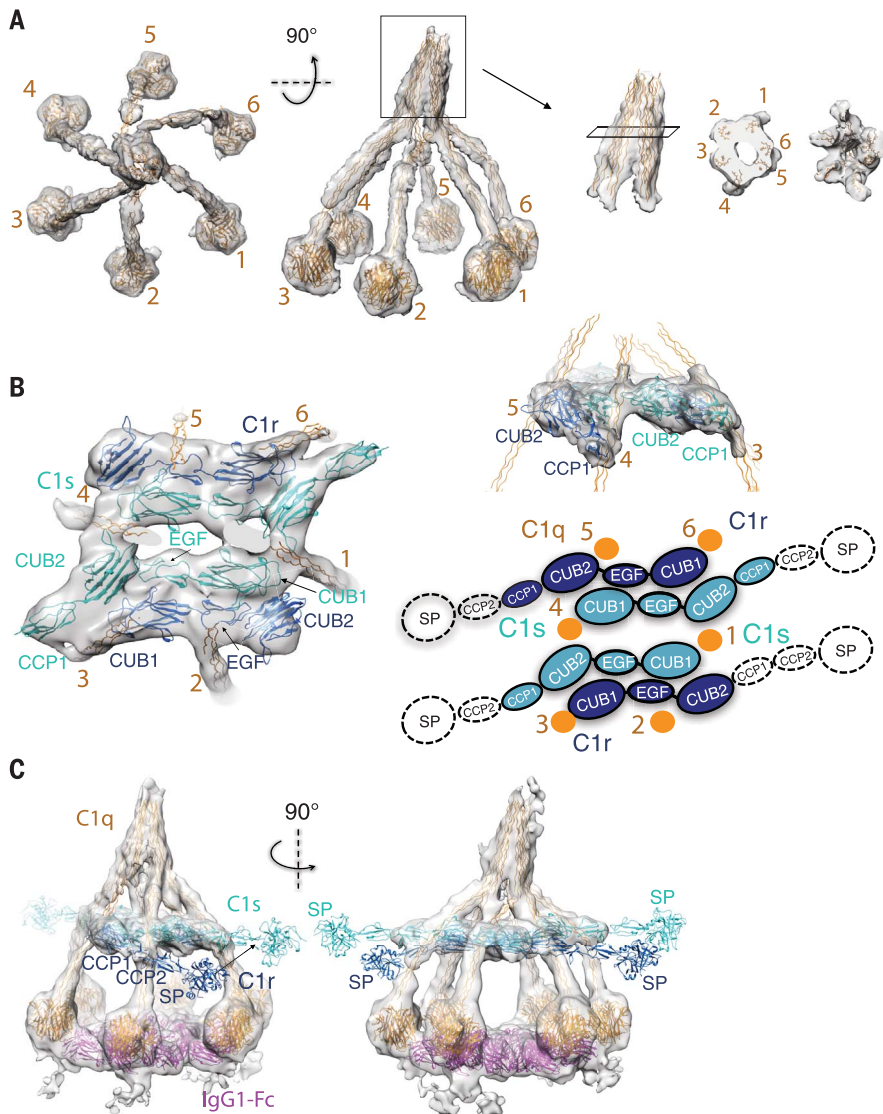 A
5
4
6
3
1
2
90°
4
5
6
3
2
1
2
1
3
6
4
5
B
5
6
C1r
C1s
4
EGF
CUB2
1
CUB1
CUB2
CCP1
CUB1
EGF
3
2
5
CUB2
CUB2
CCP1
4
CCP1
3
C1q
5
6
C1r
SP
CCP2
CCP1
CUB2
EGF
CUB1
CCP1
CCP2
SP
4
CUB1
EGF
CUB2
C1s
1
C1s
SP
CCP2
CCP1
CUB2
EGF
CUB1
CCP1
CCP2
SP
CUB1
EGF
CUB2
3
2
C1r
C
C1q
90°
C1s
SP
SP
CCP1
CCP2
C1r
SP
SP
SP
IgG1-Fc